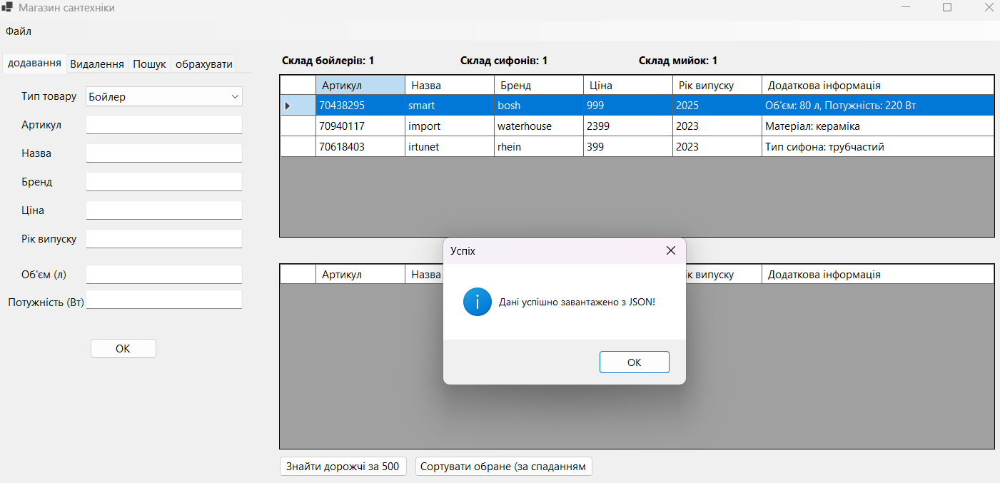 Магазин сантехніки
Файл
додавання Видалення Пошук обрахувати
Склад бойлерів: 1 Склад сифонів: 1 Склад мийок: 1
Тип товару Бойлер
Артикул
Назва
Бренд
Ціна
Рік випуску
Об'єм (л)
Потужність (Вт)
ОК
Артикул Назва Бренд Ціна Рік випуску Додаткова інформація
70438295 smart bosh 999 2025 Об'єм: 80 л, Потужність: 220 Вт
70940117 import waterhouse 2399 2023 Матеріал: кераміка
70618403 irtunet rhein 399 2023 Тип сифона: трубчастий
Артикул Назва ік випуску Додаткова інформація
Успіх
Дані успішно завантажено з JSON!
ОК
Знайти дорожчі за 500 Сортувати обране (за спаданням